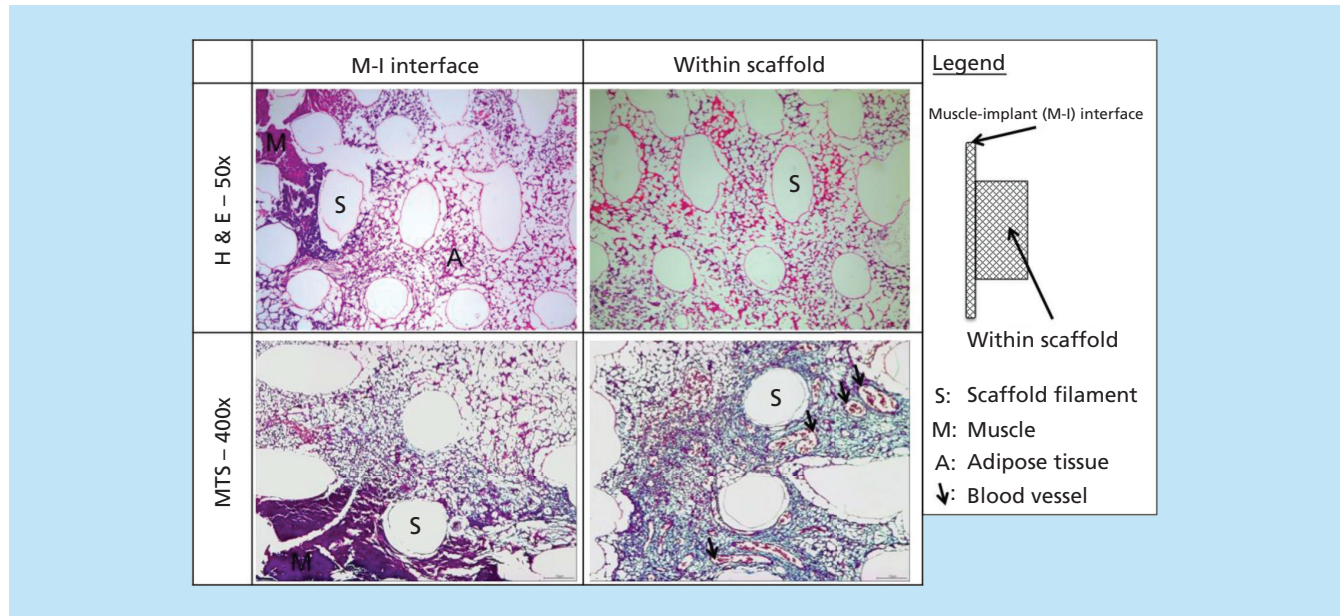 M-I interface
Within scaffold
Legend
H & E – 50x
M
S
A
S
Muscle-implant (M-I) interface
Within scaffold
MTS – 400x
S
M
S
S: Scaffold filament
M: Muscle
A: Adipose tissue
: Blood vessel